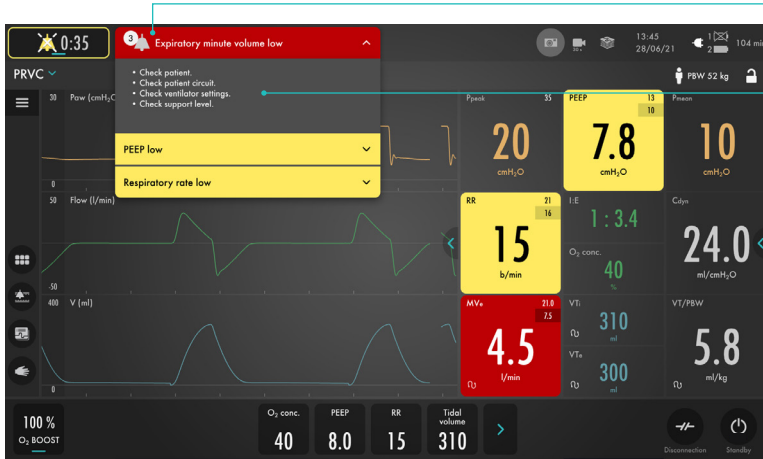 0:35
3
Expiratory minute volume low
13:45
28/06/21
1
2
104 min
PRVC
• Check patient.
• Check patient circuit.
• Check ventilator settings.
• Check support level.
PBW 52 kg
PEEP low
Respiratory rate low
30 Paw (cmH₂O
0
Ppeak 35
20
cmH₂O
PEEP 13
10
7.8
cmH₂O
Pmean
10
cmH₂O
50 Flow (l/min)
-50
RR 21
16
15
b/min
I:E
1 : 3.4
O₂ conc.
40
%
Cdyn
24.0
ml/cmH₂O
400 V (ml)
0
MVe 21.0
7.5
4.5
l/min
VTi
310
ml
VTe
300
ml
VT/PBW
5.8
ml/kg
100 %
O₂ BOOST
O₂ conc.
40
PEEP
8.0
RR
15
Tidal
volume
310
Disconnection
Standby